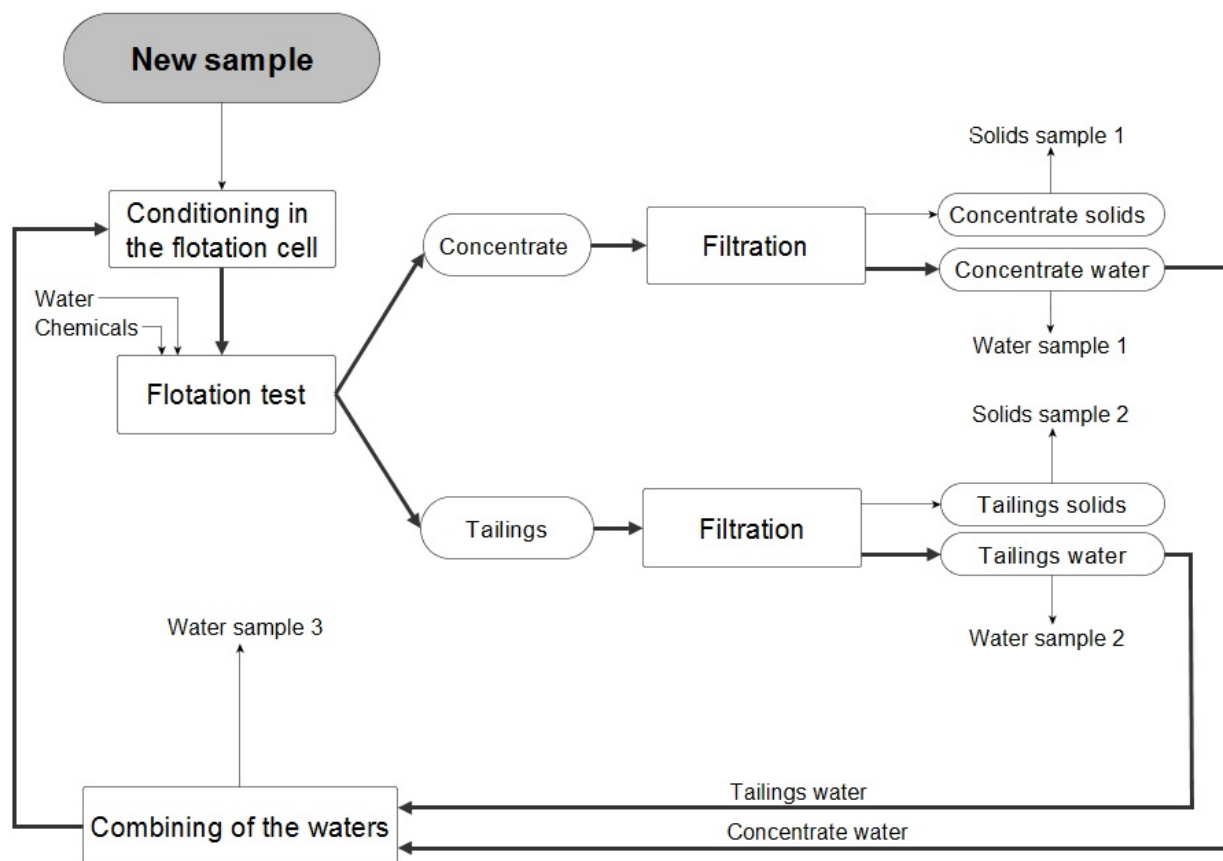 New sample
Conditioning in
the flotation cell
Water
Chemicals
Flotation test
Concentrate
Filtration
Solids sample 1
Concentrate solids
Concentrate water
Water sample 1
Tailings
Filtration
Solids sample 2
Tailings solids
Tailings water
Water sample 2
Water sample 3
Combining of the waters
Tailings water
Concentrate water